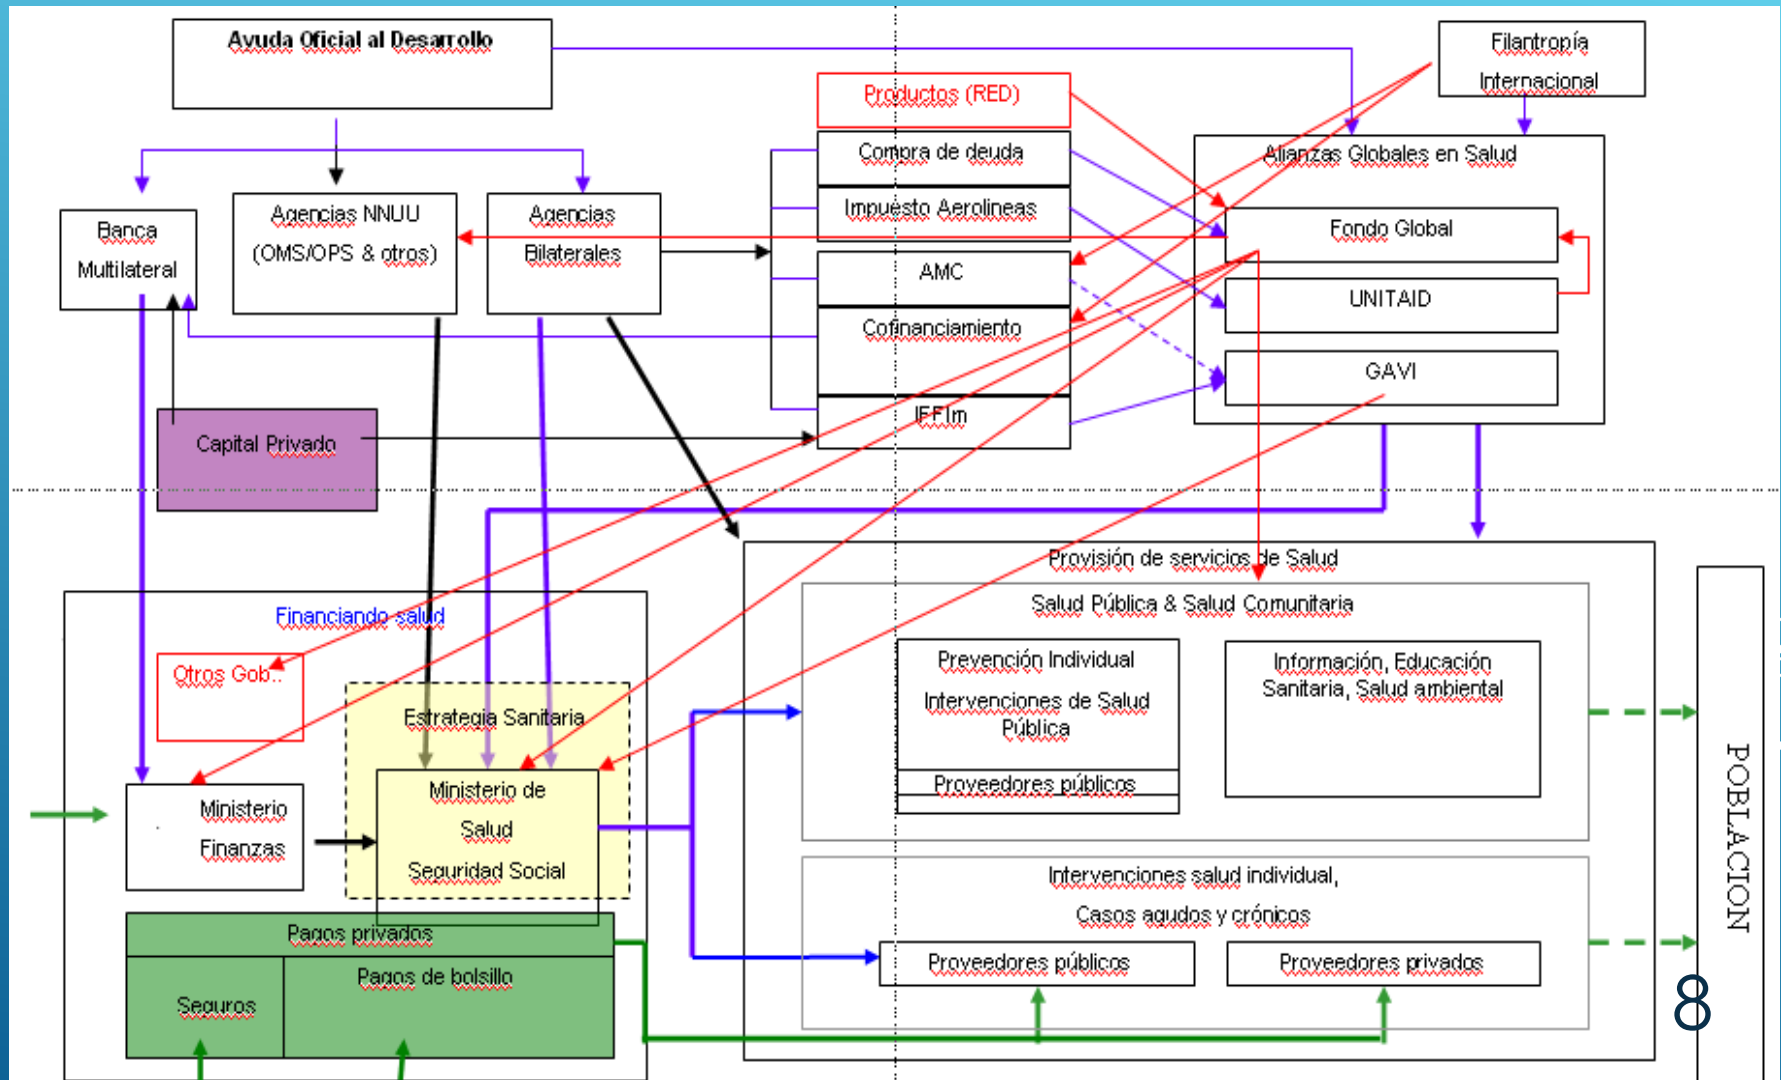 Ayuda Oficial al Desarrollo
Filantropía
Internacional
Productos (RED)
Compra de deuda
Impuesto Aerolineas
AMC
Cofinanciamiento
IFFIm
Alianzas Globales en Salud
Fondo Global
UNITAID
GAVI
Banca
Multilateral
Agencias NNUU
(OMS/OPS & otros)
Agencias
Bilaterales
Capital Privado
Financiando salud
Otros Gob..
Estrategia Sanitaria
Ministerio
Finanzas
Ministerio de
Salud
Seguridad Social
Pagos privados
Seguros
Pagos de bolsillo
Provisión de servicios de Salud
Salud Pública & Salud Comunitaria
Prevención Individual
Intervenciones de Salud
Pública
Proveedores públicos
Información, Educación
Sanitaria, Salud ambiental
Intervenciones salud individual,
Casos agudos y crónicos
Proveedores públicos
Proveedores privados
POBLACION
8